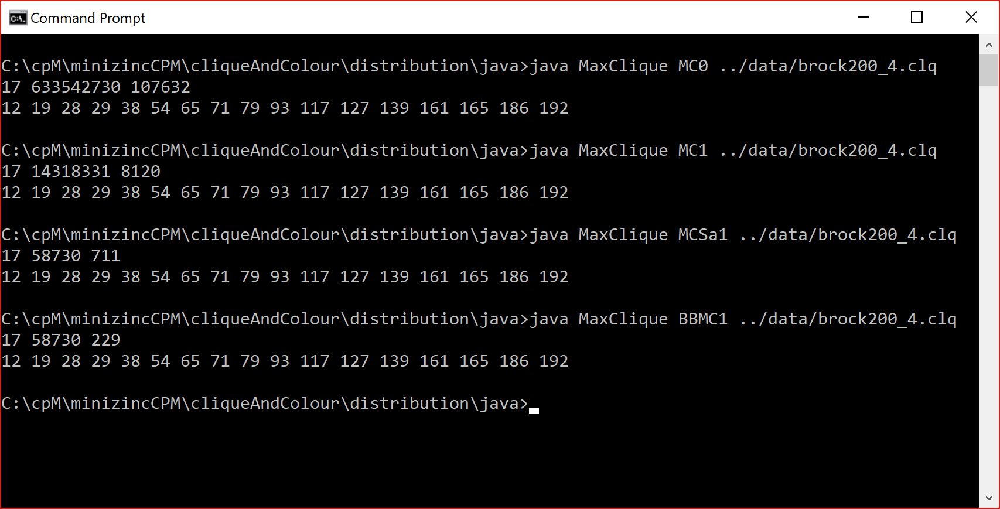 Command Prompt
C:\cpM\minizincCPM\cliqueAndColour\distribution\java>java MaxClique MC0 ../data/brock200_4.clq
17 633542730 107632
12 19 28 29 38 54 65 71 79 93 117 127 139 161 165 186 192
C:\cpM\minizincCPM\cliqueAndColour\distribution\java>java MaxClique MC1 ../data/brock200_4.clq
17 14318331 8120
12 19 28 29 38 54 65 71 79 93 117 127 139 161 165 186 192
C:\cpM\minizincCPM\cliqueAndColour\distribution\java>java MaxClique MCSa1 ../data/brock200_4.clq
17 58730 711
12 19 28 29 38 54 65 71 79 93 117 127 139 161 165 186 192
C:\cpM\minizincCPM\cliqueAndColour\distribution\java>java MaxClique BBMC1 ../data/brock200_4.clq
17 58730 229
12 19 28 29 38 54 65 71 79 93 117 127 139 161 165 186 192
C:\cpM\minizincCPM\cliqueAndColour\distribution\java>